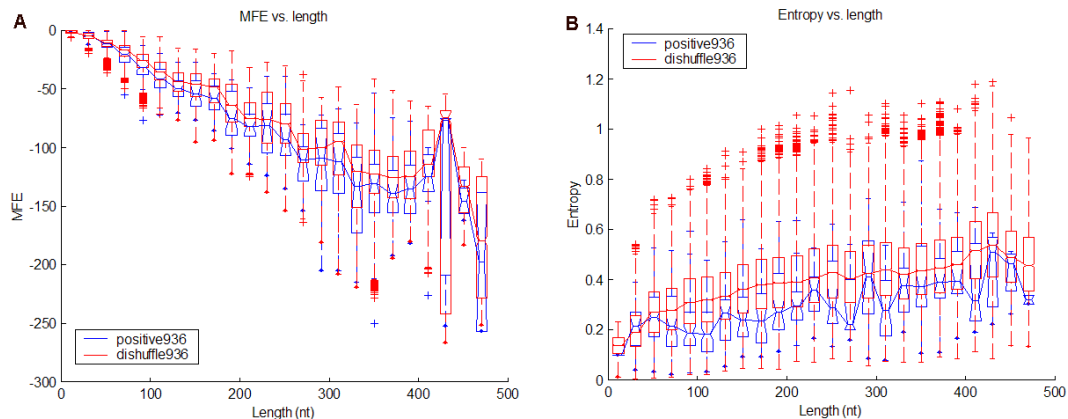 A
MFE vs. length
0
-50
-100
-150
-200
-250
-300
MFE
positive936
dishuffle936
0
100
200
300
400
500
Length (nt)
B
Entropy vs. length
1.4
1.2
1
0.8
0.6
0.4
0.2
0
Entropy
positive936
dishuffle936
0
100
200
300
400
500
Length (nt)